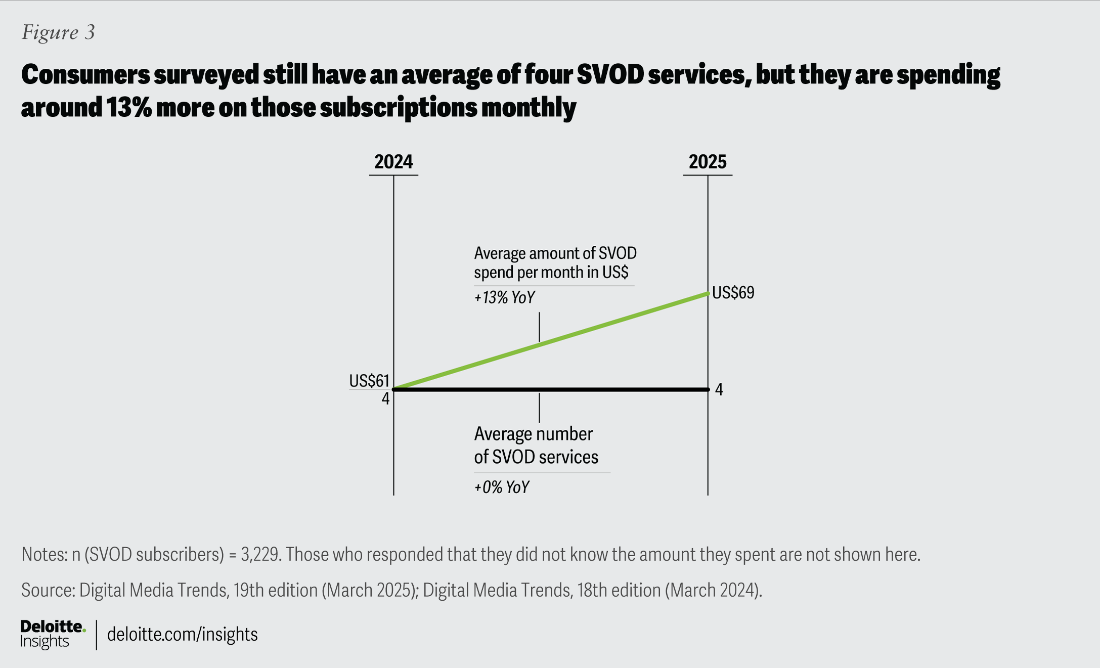 Figure 3
Consumers surveyed still have an average of four SVOD services, but they are spending
around 13% more on those subscriptions monthly
2024
2025
Average amount of SVOD
spend per month in US$
+13% YoY
US$69
US$61
4
4
Average number
of SVOD services
+0% YoY
Notes: n (SVOD subscribers) = 3,229. Those who responded that they did not know the amount they spent are not shown here.
Source: Digital Media Trends, 19th edition (March 2025); Digital Media Trends, 18th edition (March 2024).
Deloitte.
Insights
deloitte.com/insights